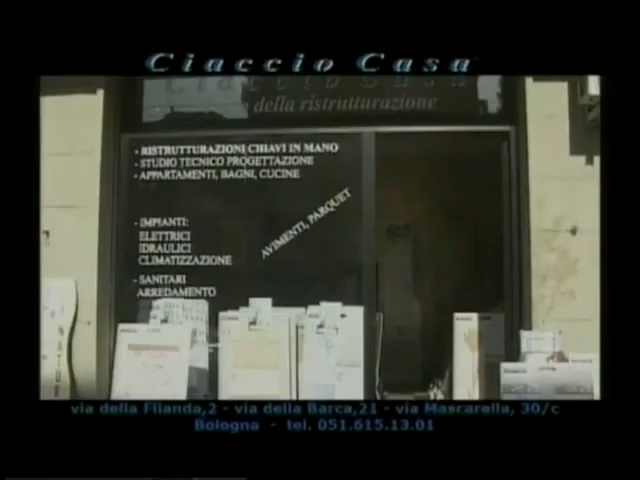 Ciaccio Casa
Ciaccio Casa
della ristrutturazione
- RISTRUTTURAZIONI CHIAVI IN MANO
- STUDIO TECNICO PROGETTAZIONE
- APPARTAMENTI, BAGNI, CUCINE
AVIMENTI, PARQUET
- IMPIANTI:
ELETTRICI
IDRAULICI
CLIMATIZZAZIONE
- SANITARI
ARREDAMENTO
via della Filanda,2 - via della Barca,21 - via Mascarella, 30/c
Bologna - tel. 051.615.13.01